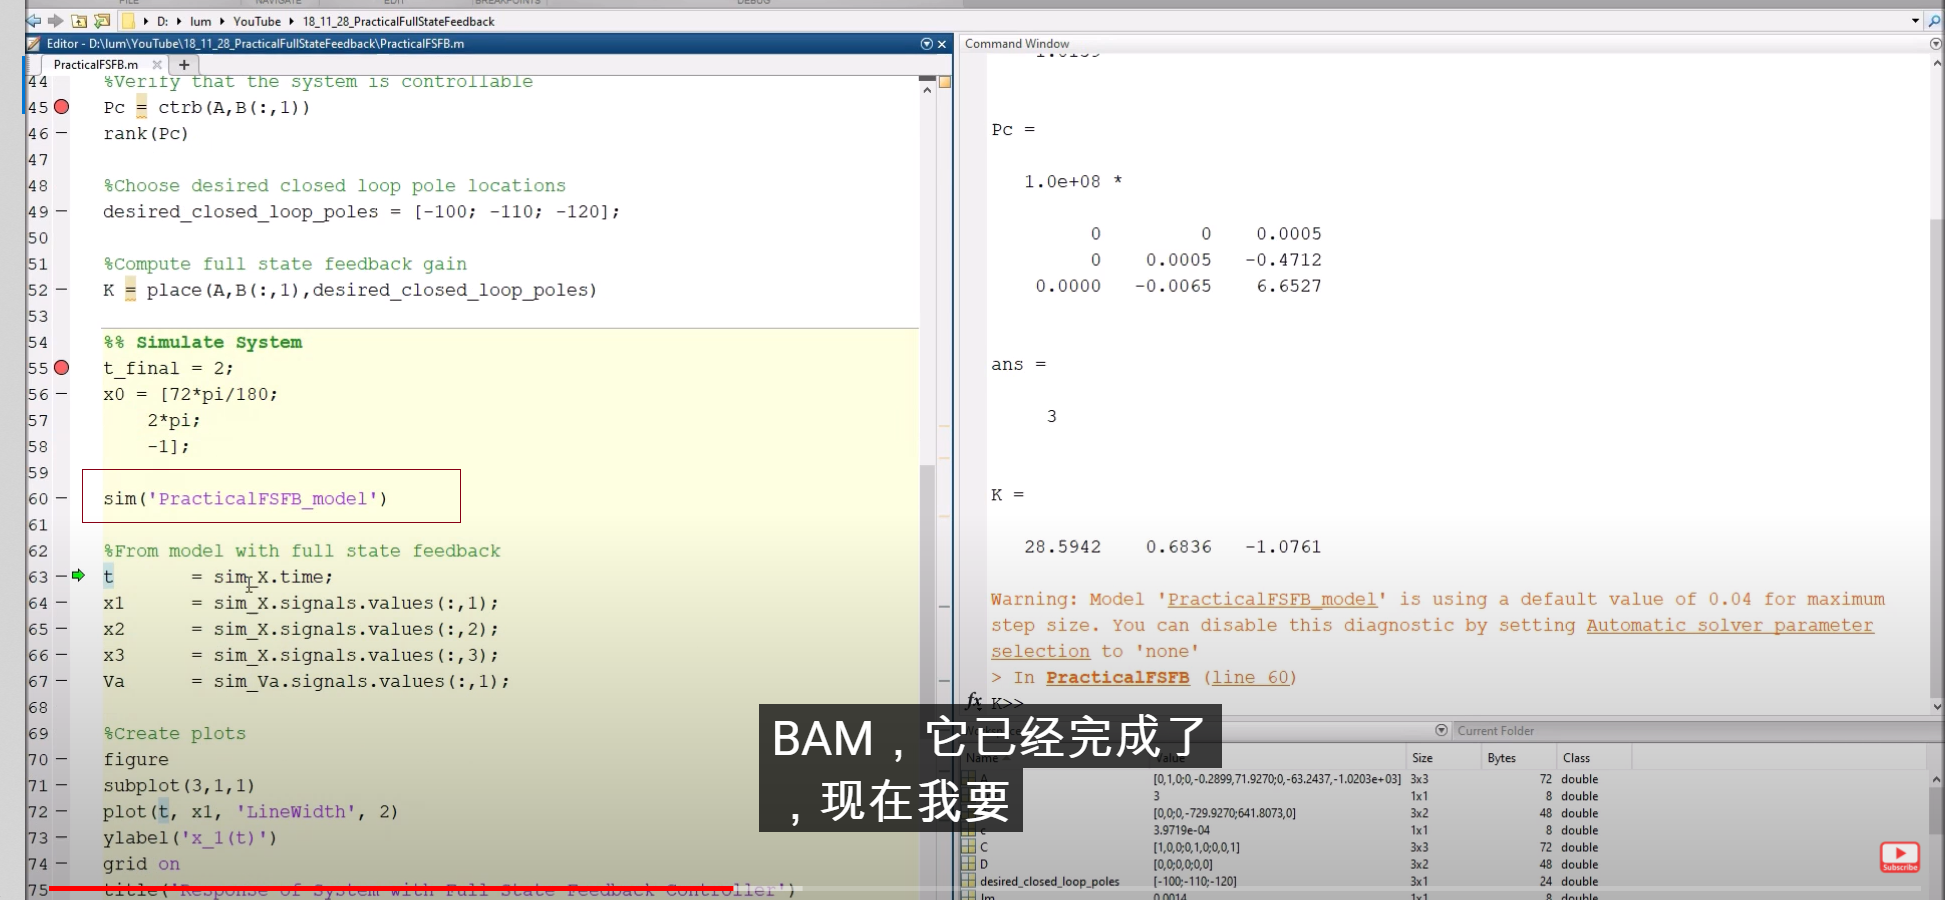 FILE NAVIGATE EDIT BREAKPOINTS DEBUG
D: lum YouTube 18_11_28_PracticalFullStateFeedback
Editor - D:\lum\YouTube\18_11_28_PracticalFullStateFeedback\PracticalFSFB.m
PracticalFSFB.m
44 %Verify that the system is controllable
45 Pc = ctrb(A,B(:,1))
46 rank(Pc)
47
48 %Choose desired closed loop pole locations
49 desired_closed_loop_poles = [-100; -110; -120];
50
51 %Compute full state feedback gain
52 K = place(A,B(:,1),desired_closed_loop_poles)
53
54 %% Simulate System
55 t_final = 2;
56 x0 = [72*pi/180;
57 2*pi;
58 -1];
59
60 sim('PracticalFSFB_model')
61
62 %From model with full state feedback
63 t = sim_X.time;
64 x1 = sim_X.signals.values(:,1);
65 x2 = sim_X.signals.values(:,2);
66 x3 = sim_X.signals.values(:,3);
67 Va = sim_Va.signals.values(:,1);
68
69 %Create plots
70 figure
71 subplot(3,1,1)
72 plot(t, x1, 'LineWidth', 2)
73 ylabel('x_1(t)')
74 grid on
75 title('Response of System with Full State Feedback Controller')
Command Window
1.0139
Pc =
1.0e+08 *
0 0 0.0005
0 0.0005 -0.4712
0.0000 -0.0065 6.6527
ans =
3
K =
28.5942 0.6836 -1.0761
Warning: Model 'PracticalFSFB_model' is using a default value of 0.04 for maximum
step size. You can disable this diagnostic by setting Automatic solver parameter
selection to 'none'
> In PracticalFSFB (line 60)
fx K>>
BAM，它已经完成了
，现在我要
Current Folder
Name Value Size Bytes Class
A [0,1,0;0,-0.2899,71.9270;0,-63.2437,-1.0203e+03] 3x3 72 double
3 1x1 8 double
[0,0;0,-729.9270;641.8073,0] 3x2 48 double
c 3.9719e-04 1x1 8 double
C [1,0,0;0,1,0;0,0,1] 3x3 72 double
D [0,0;0,0;0,0] 3x2 48 double
desired_closed_loop_poles [-100;-110;-120] 3x1 24 double
Im 0.0014 1x1 8 double
Subscribe